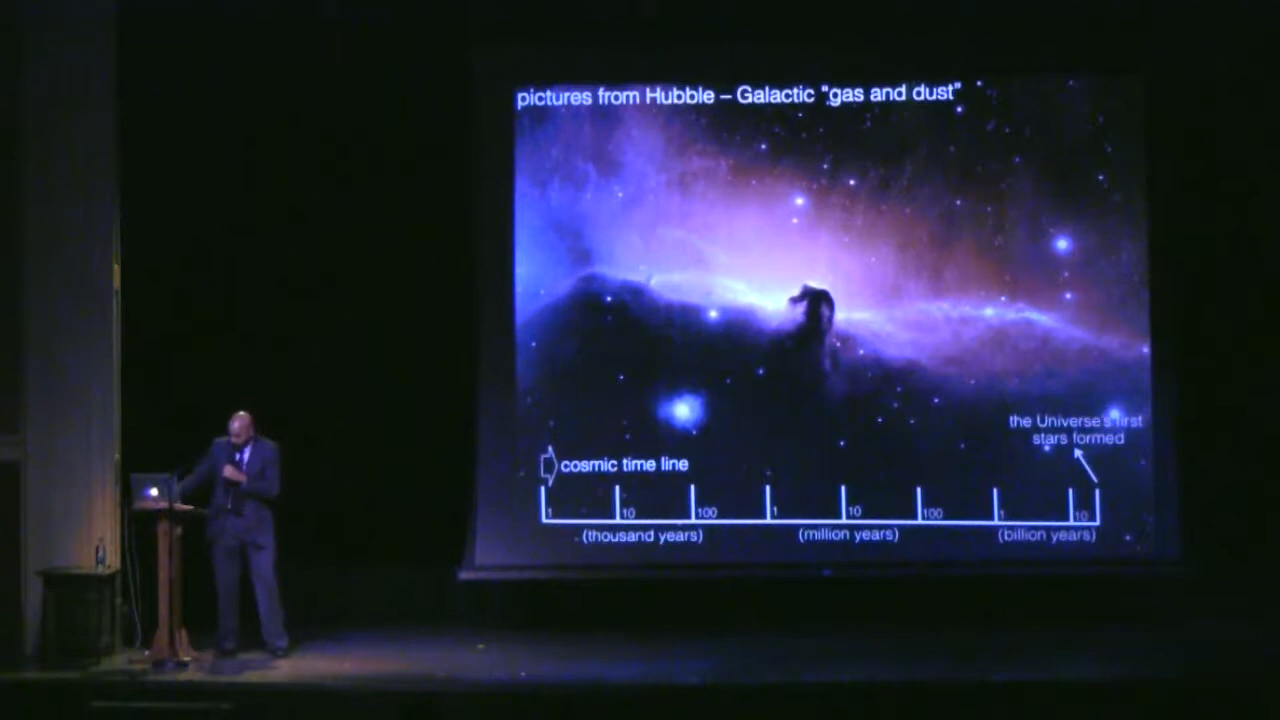 pictures from Hubble – Galactic "gas and dust"
the Universe's first
stars formed
cosmic time line
1 10 100 1 10 100 1 10
(thousand years) (million years) (billion years)